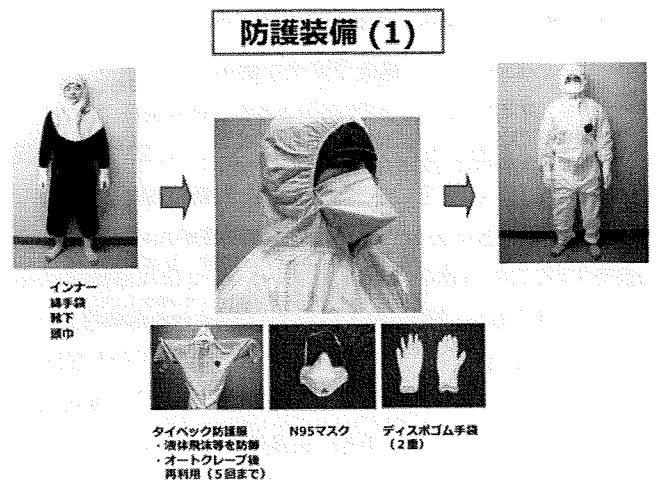 防護装備 (1)
インナー
綿手袋
靴下
頭巾
タイベック防護服
・液体飛沫等を防御
・オートクレーブ後
再利用（５回まで）
N95マスク
ディスポゴム手袋
（２重）